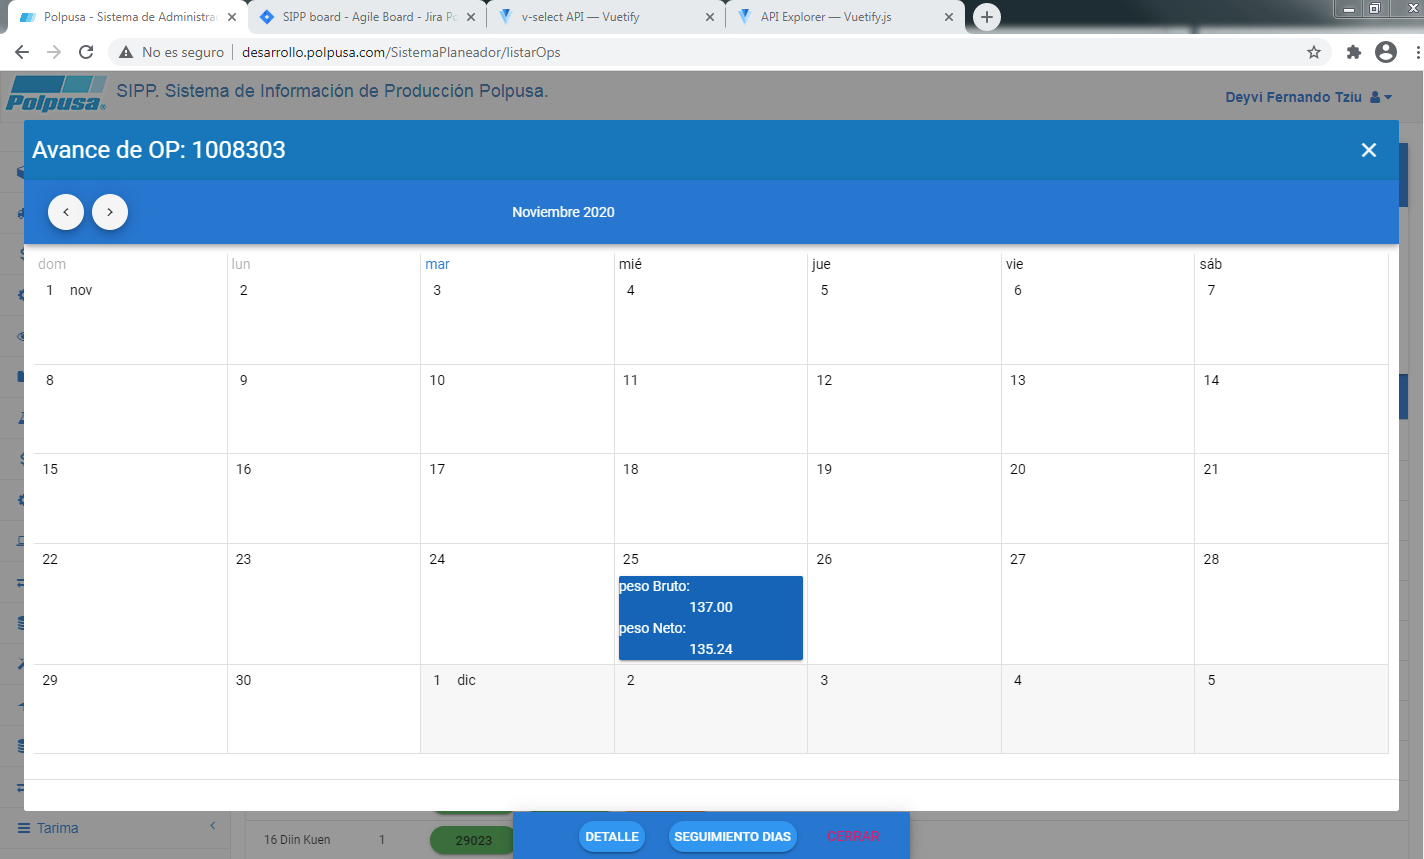 Polpusa - Sistema de Administrac
SIPP board - Agile Board - Jira Po
v-select API — Vuetify
API Explorer — Vuetify.js
No es seguro
desarrollo.polpusa.com/SistemaPlaneador/listarOps
Polpusa
SIPP. Sistema de Información de Producción Polpusa.
Deyvi Fernando Tziu
Avance de OP: 1008303
Noviembre 2020
dom lun mar mié jue vie sáb
1 nov 2 3 4 5 6 7
8 9 10 11 12 13 14
15 16 17 18 19 20 21
22 23 24 25 26 27 28
peso Bruto:
137.00
peso Neto:
135.24
29 30 1 dic 2 3 4 5
Tarima
16 Diin Kuen 1 29023
DETALLE SEGUIMIENTO DIAS CERRAR